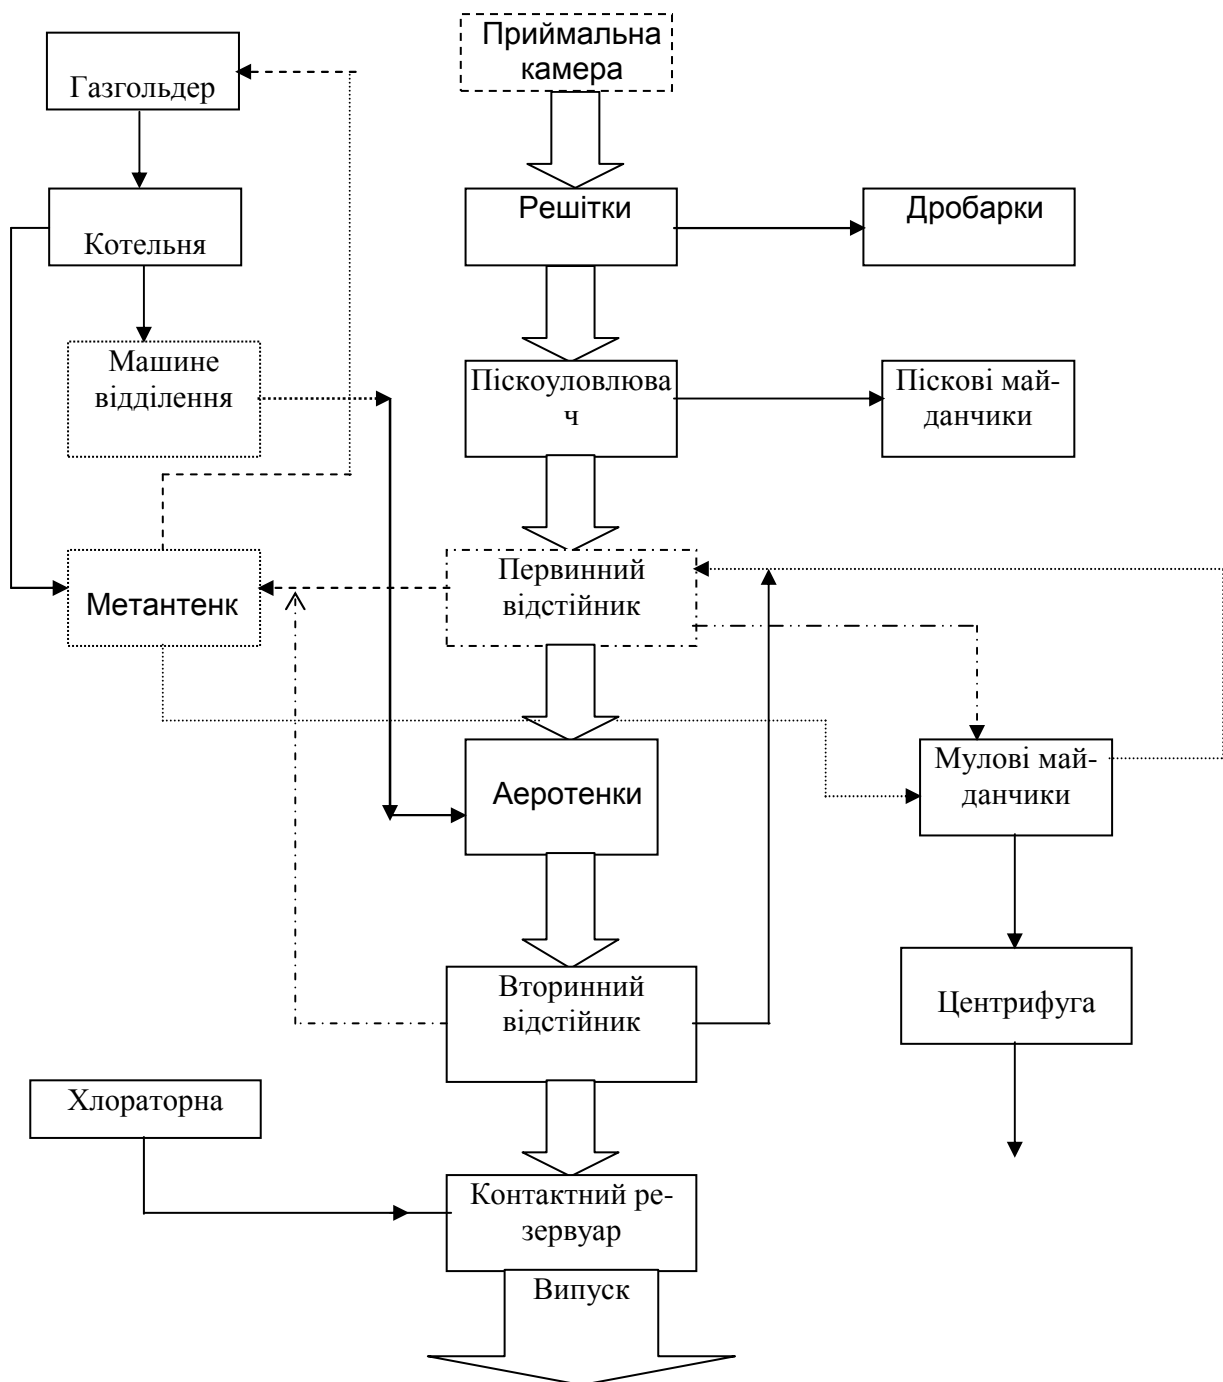 Приймальна
камера
Газгольдер
Решітки
Дробарки
Котельня
Машине
відділення
Піскоуловлюва
ч
Піскові май-
данчики
Первинний
відстійник
Метантенк
Мулові май-
данчики
Аеротенки
Вторинний
відстійник
Центрифуга
Хлораторна
Контактний ре-
зервуар
Випуск